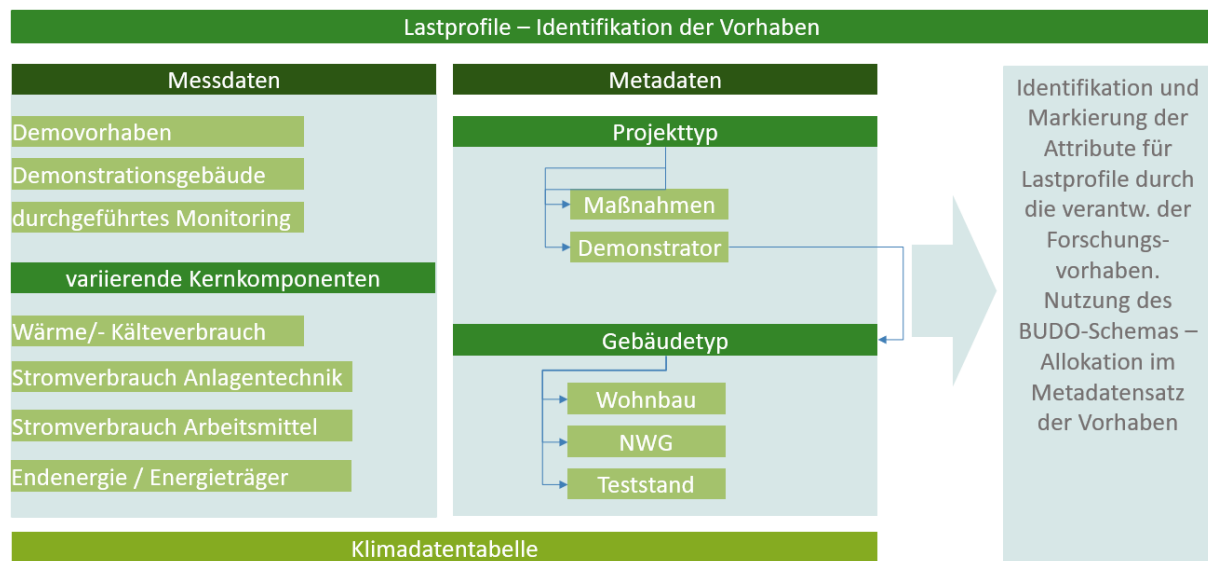 Lastprofile – Identifikation der Vorhaben
Messdaten
Demovorhaben
Demonstrationsgebäude
durchgeführtes Monitoring
variierende Kernkomponenten
Wärme/- Kälteverbrauch
Stromverbrauch Anlagentechnik
Stromverbrauch Arbeitsmittel
Endenergie / Energieträger
Metadaten
Projekttyp
Maßnahmen
Demonstrator
Gebäudetyp
Wohnbau
NWG
Teststand
Klimadatentabelle
Identifikation und
Markierung der
Attribute für
Lastprofile durch
die verantw. der
Forschungs-
vorhaben.
Nutzung des
BUDO-Schemas –
Allokation im
Metadatensatz
der Vorhaben